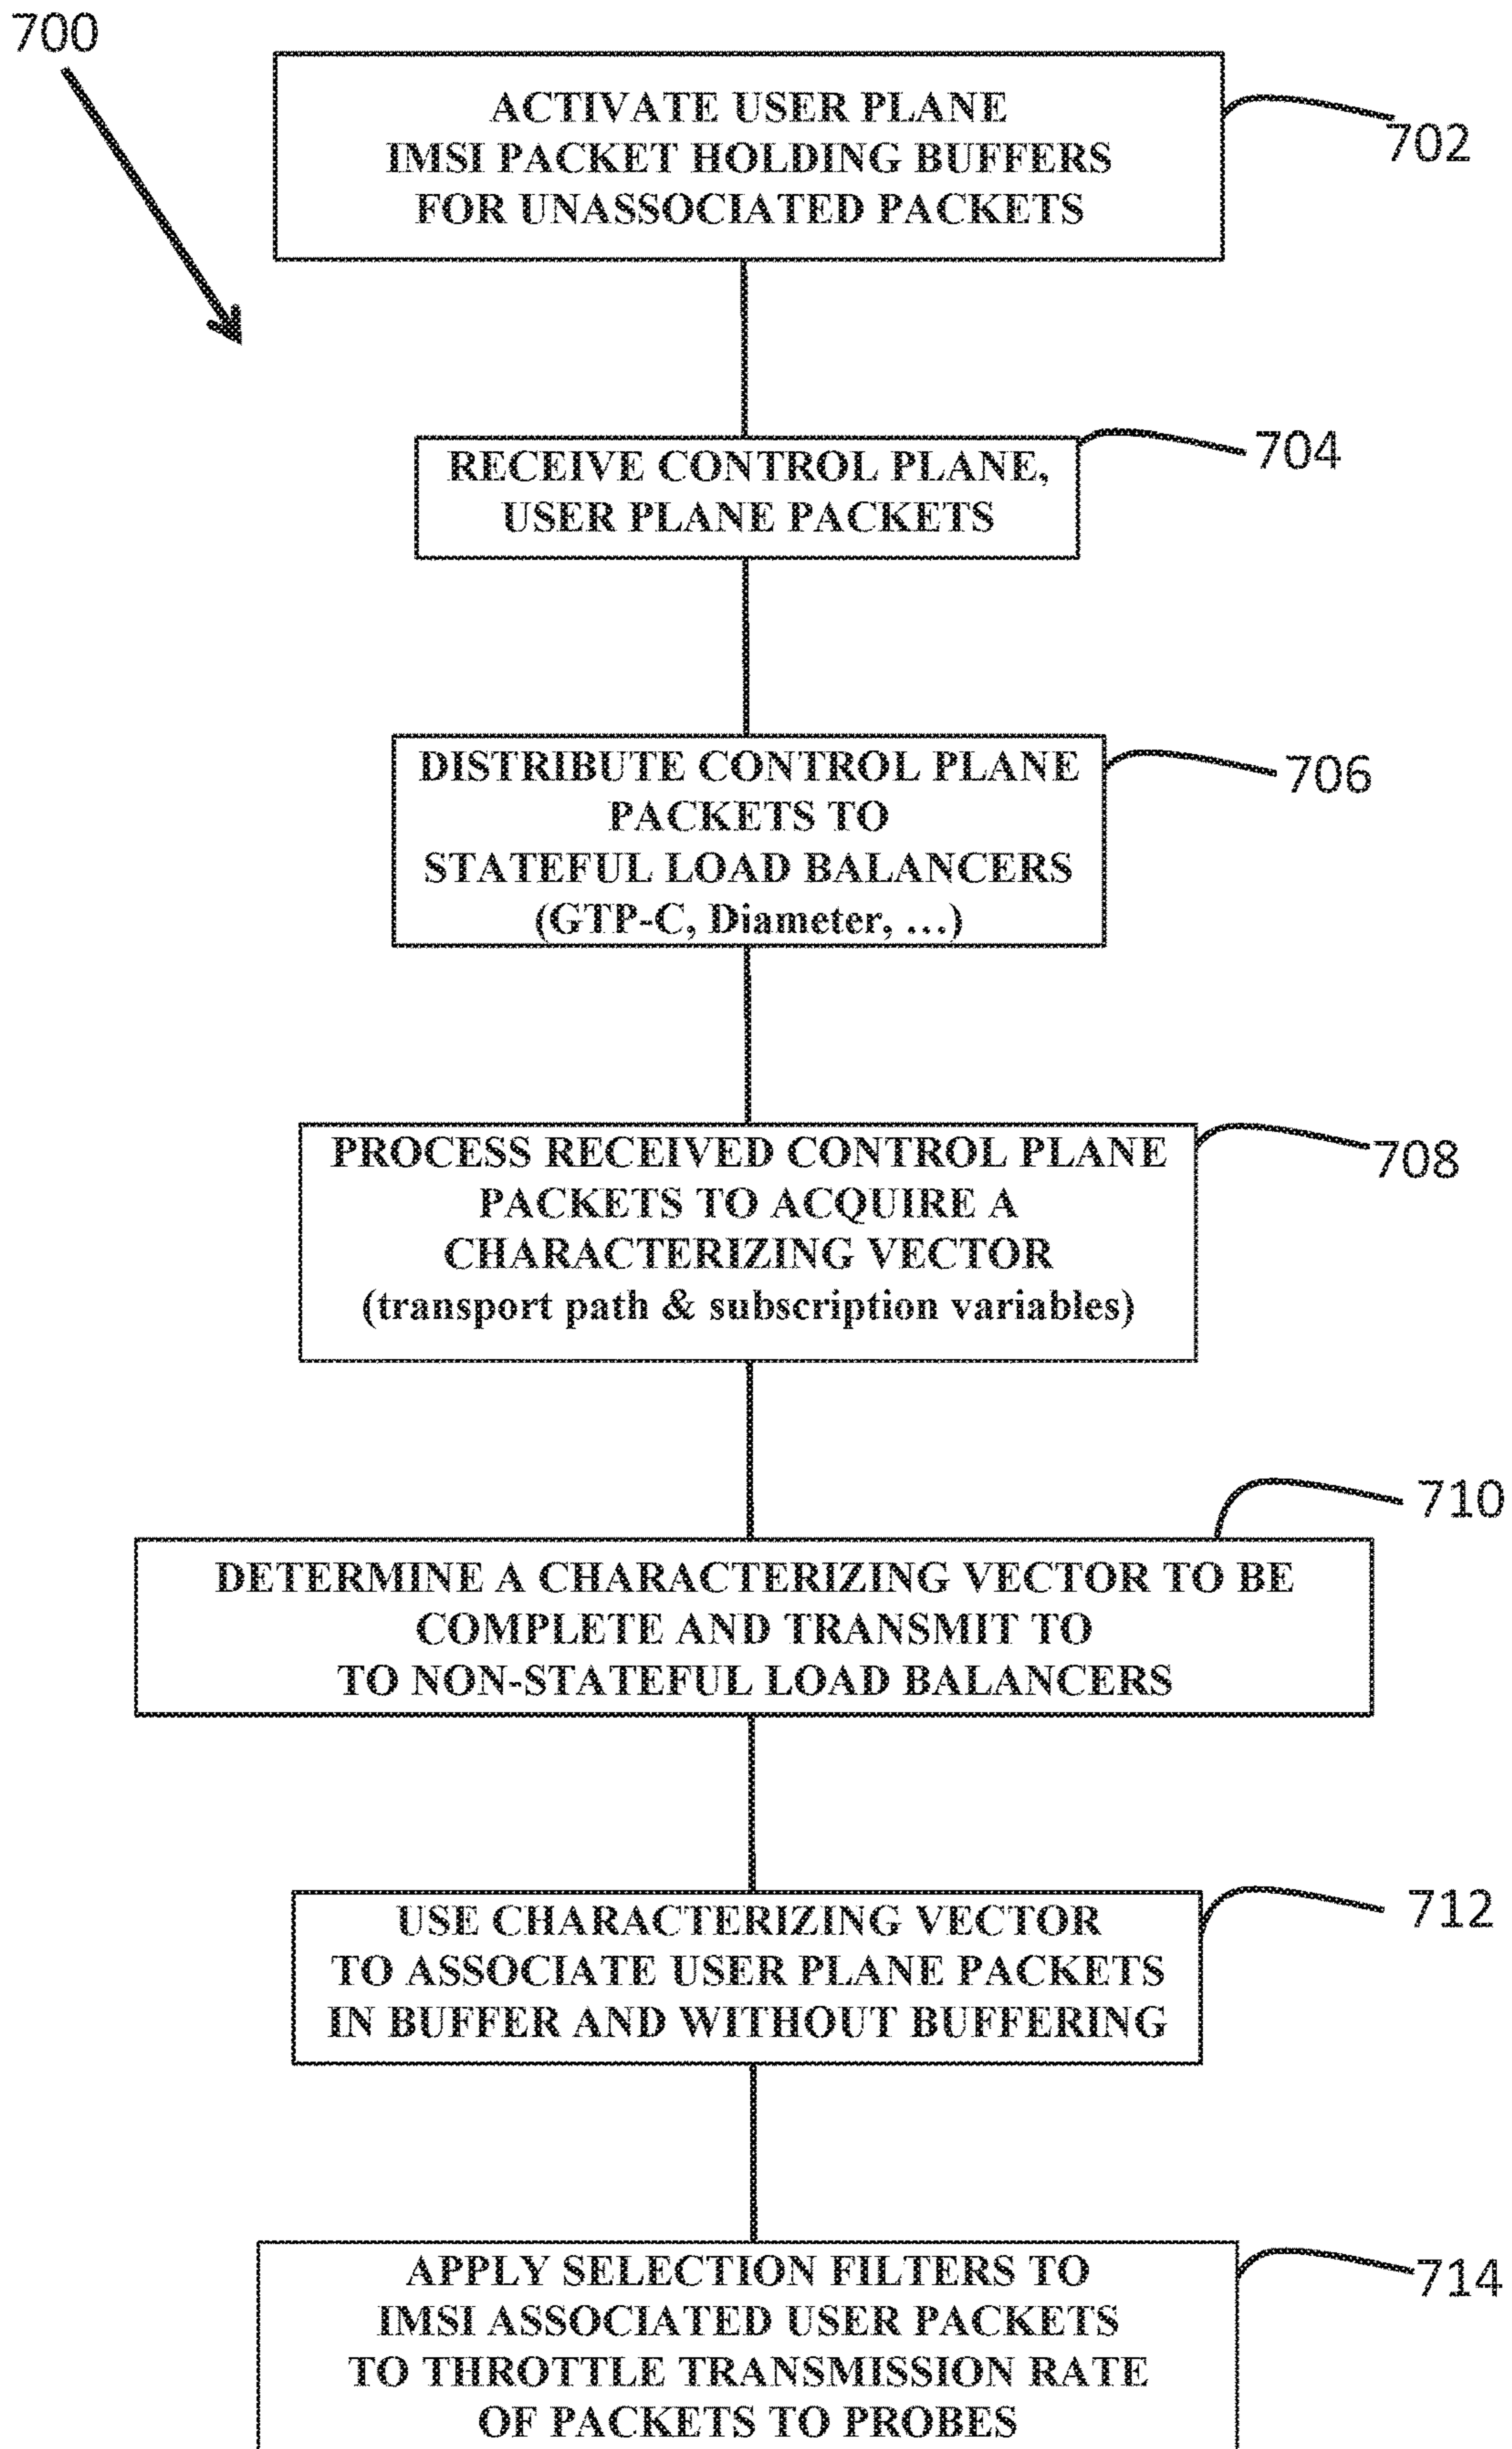 700
ACTIVATE USER PLANE
IMSI PACKET HOLDING BUFFERS
FOR UNASSOCIATED PACKETS
702
RECEIVE CONTROL PLANE,
USER PLANE PACKETS
704
DISTRIBUTE CONTROL PLANE
PACKETS TO
STATEFUL LOAD BALANCERS
(GTP-C, Diameter, ...)
706
PROCESS RECEIVED CONTROL PLANE
PACKETS TO ACQUIRE A
CHARACTERIZING VECTOR
(transport path & subscription variables)
708
DETERMINE A CHARACTERIZING VECTOR TO BE
COMPLETE AND TRANSMIT TO
TO NON-STATEFUL LOAD BALANCERS
710
USE CHARACTERIZING VECTOR
TO ASSOCIATE USER PLANE PACKETS
IN BUFFER AND WITHOUT BUFFERING
712
APPLY SELECTION FILTERS TO
IMSI ASSOCIATED USER PACKETS
TO THROTTLE TRANSMISSION RATE
OF PACKETS TO PROBES
714